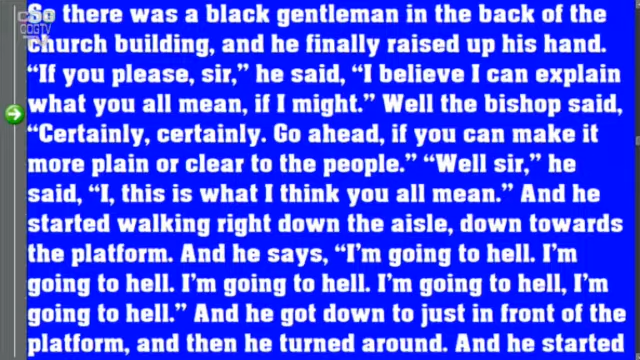 So there was a black gentleman in the back of the
church building, and he finally raised up his hand.
“If you please, sir,” he said, “I believe I can explain
what you all mean, if I might.” Well the bishop said,
“Certainly, certainly. Go ahead, if you can make it
more plain or clear to the people.” “Well sir,” he
said, “I, this is what I think you all mean.” And he
started walking right down the aisle, down towards
the platform. And he says, “I’m going to hell. I’m
going to hell. I’m going to hell. I’m going to hell, I’m
going to hell.” And he got down to just in front of the
platform, and then he turned around. And he started